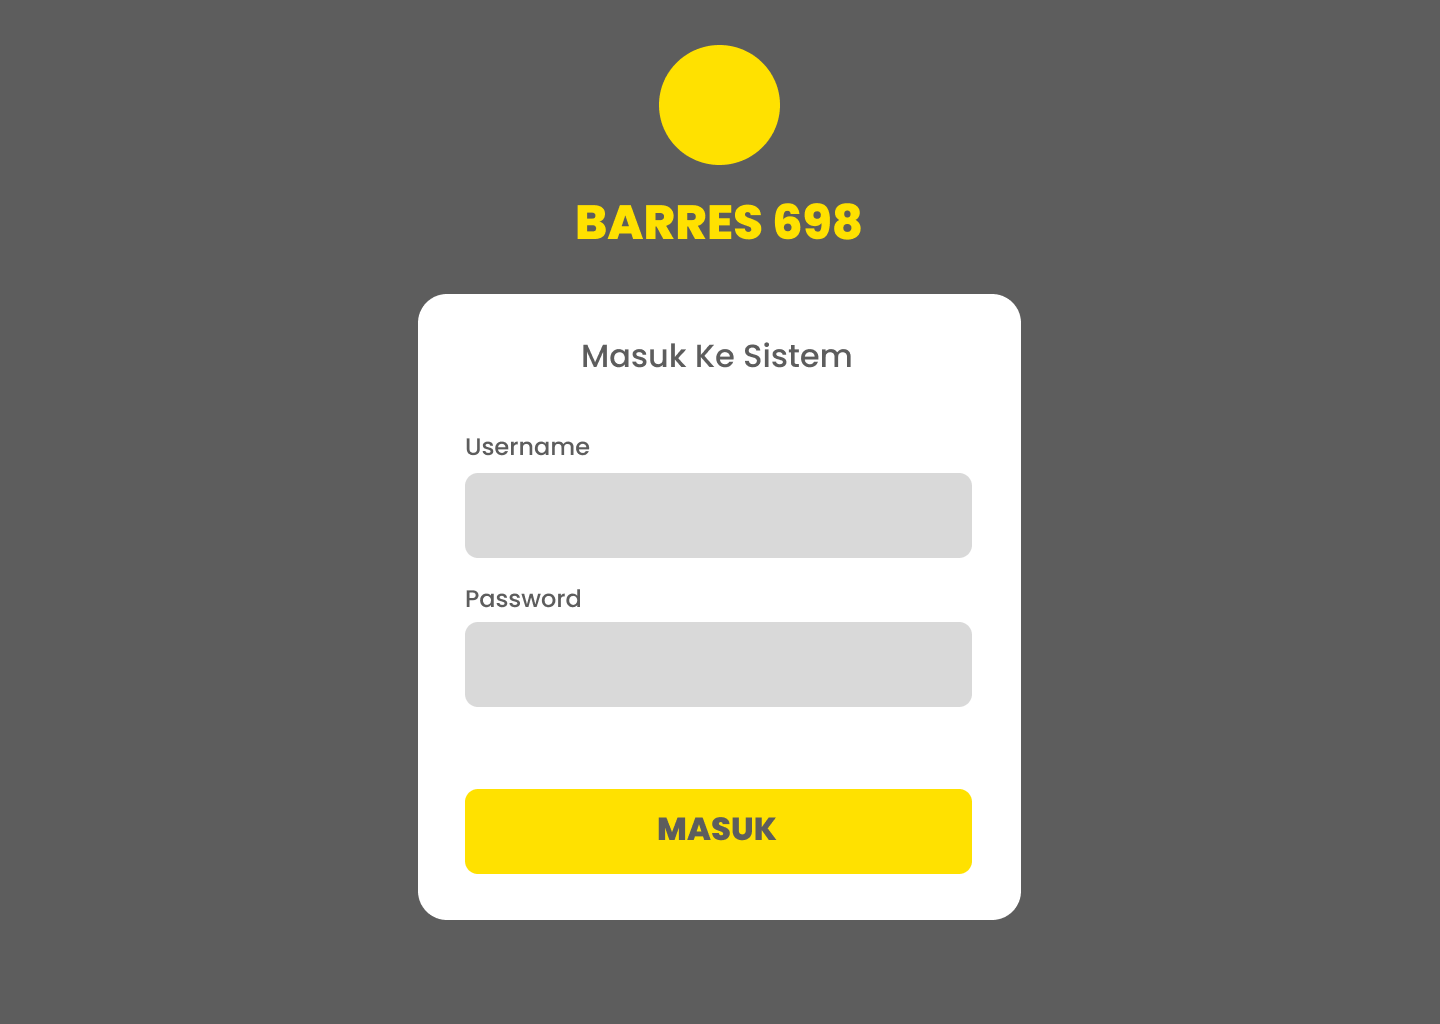 BARRES 698
Masuk Ke Sistem
Username
Password
MASUK